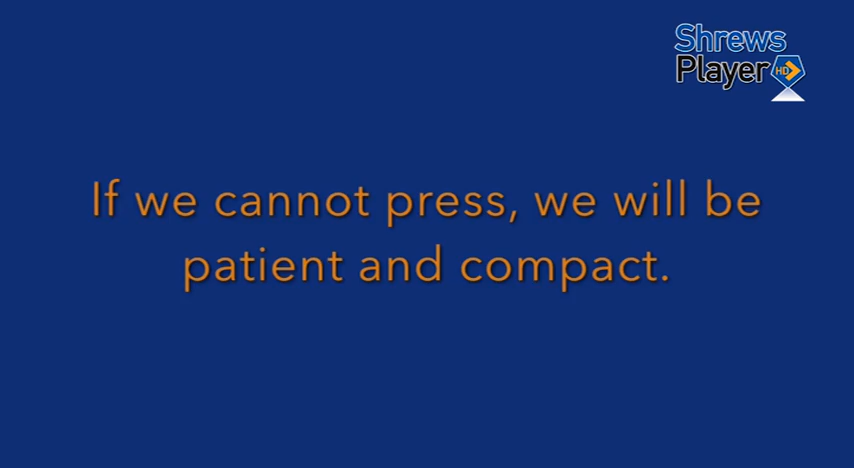 Shrews
Player
HD
If we cannot press, we will be
patient and compact.